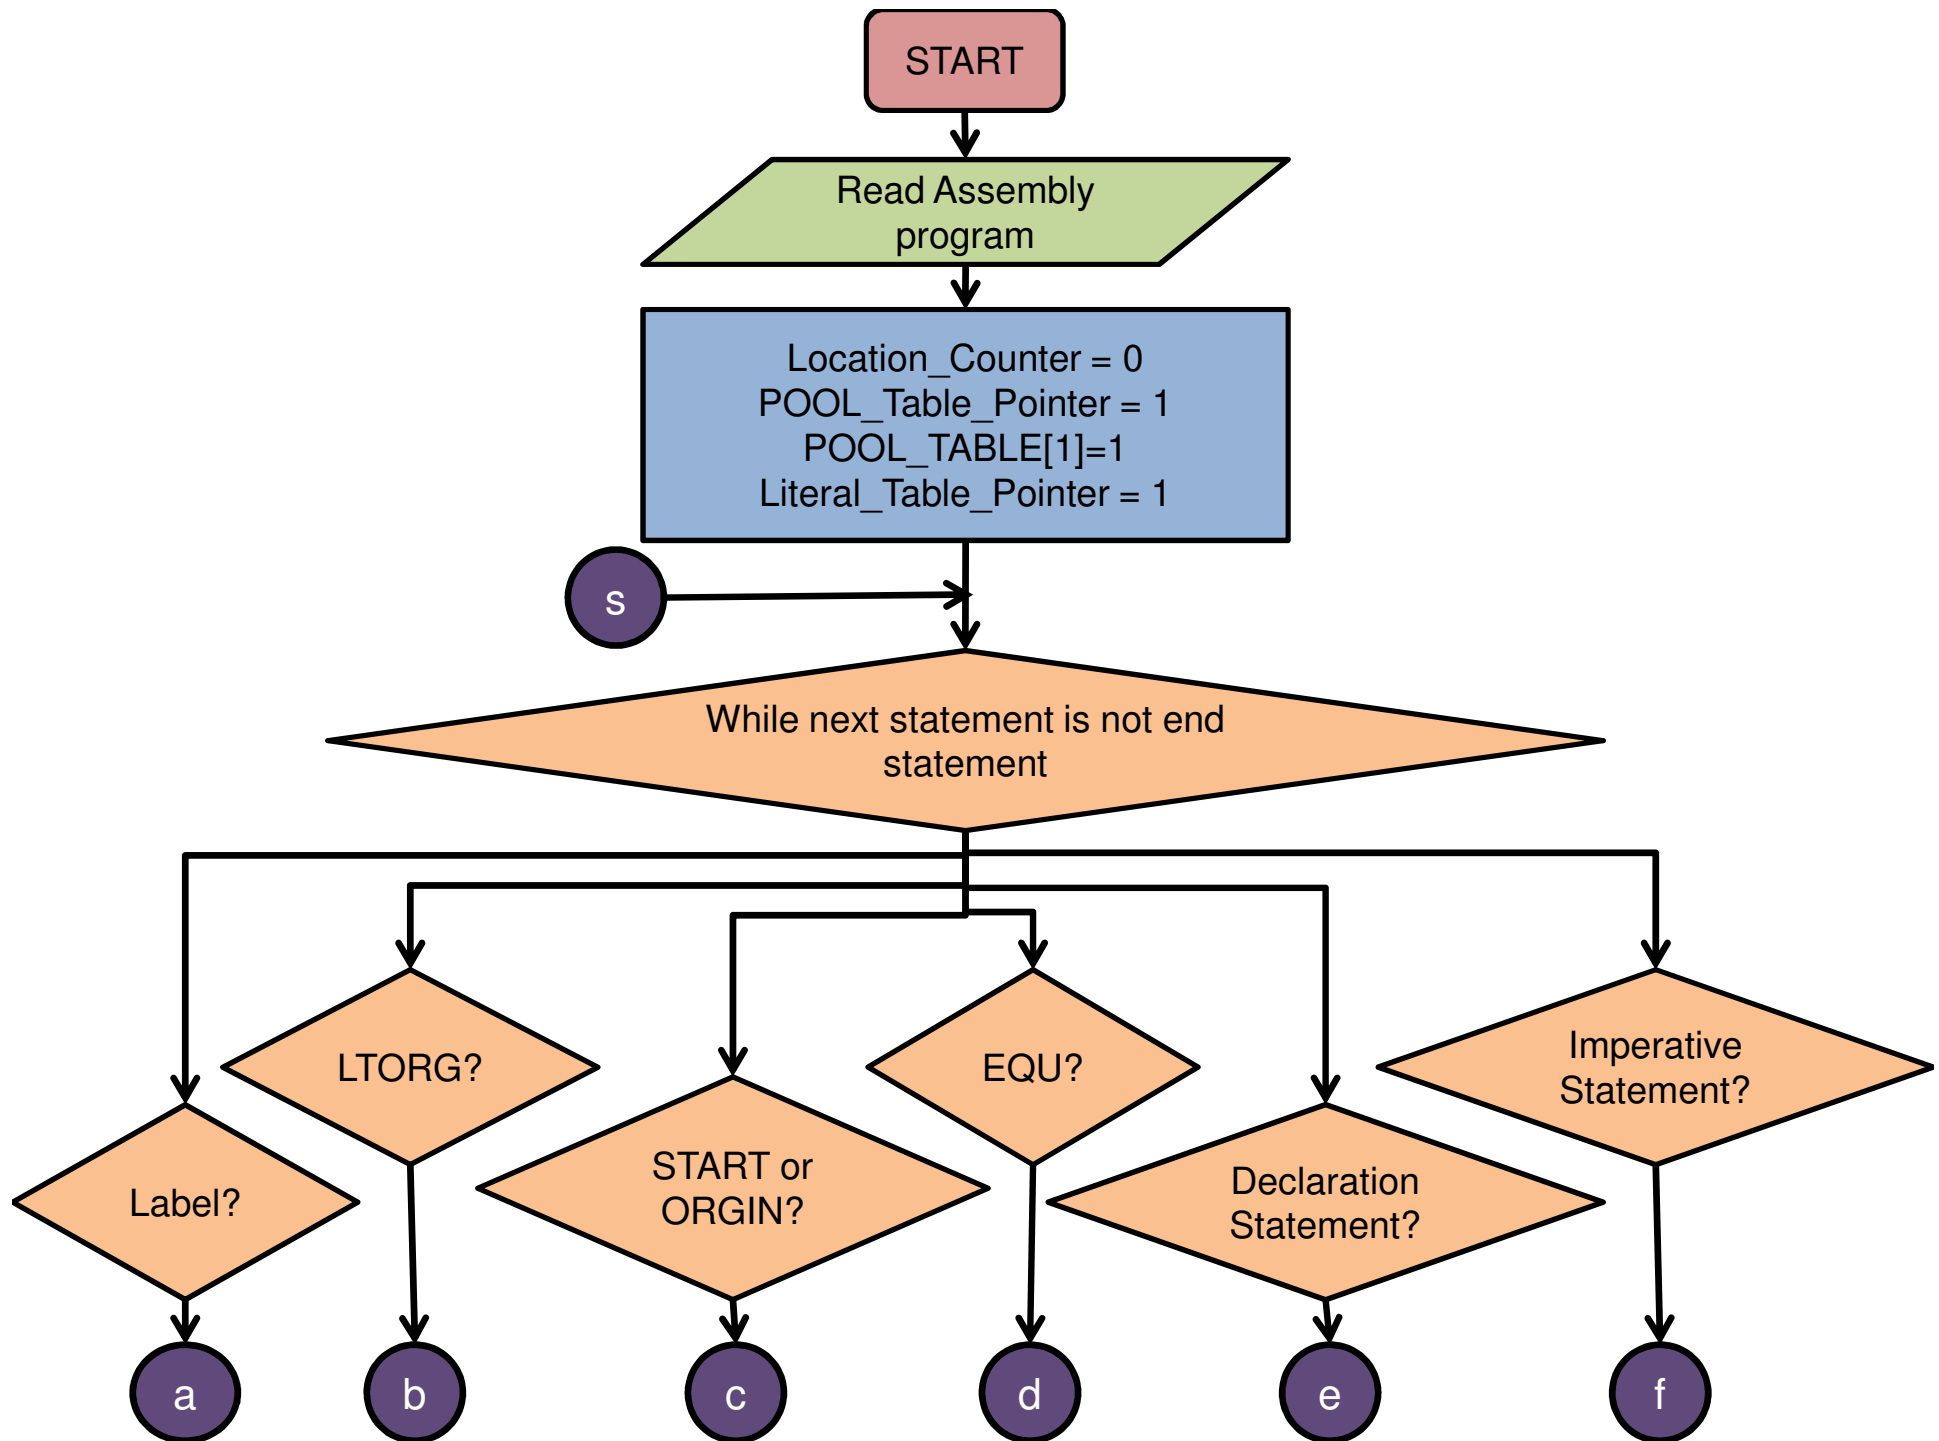 START
Read Assembly
program
Location_Counter = 0
POOL_Table_Pointer = 1
POOL_TABLE[1]=1
Literal_Table_Pointer = 1
s
While next statement is not end
statement
Label?
LTORG?
START or
ORGIN?
EQU?
Declaration
Statement?
Imperative
Statement?
a
b
c
d
e
f